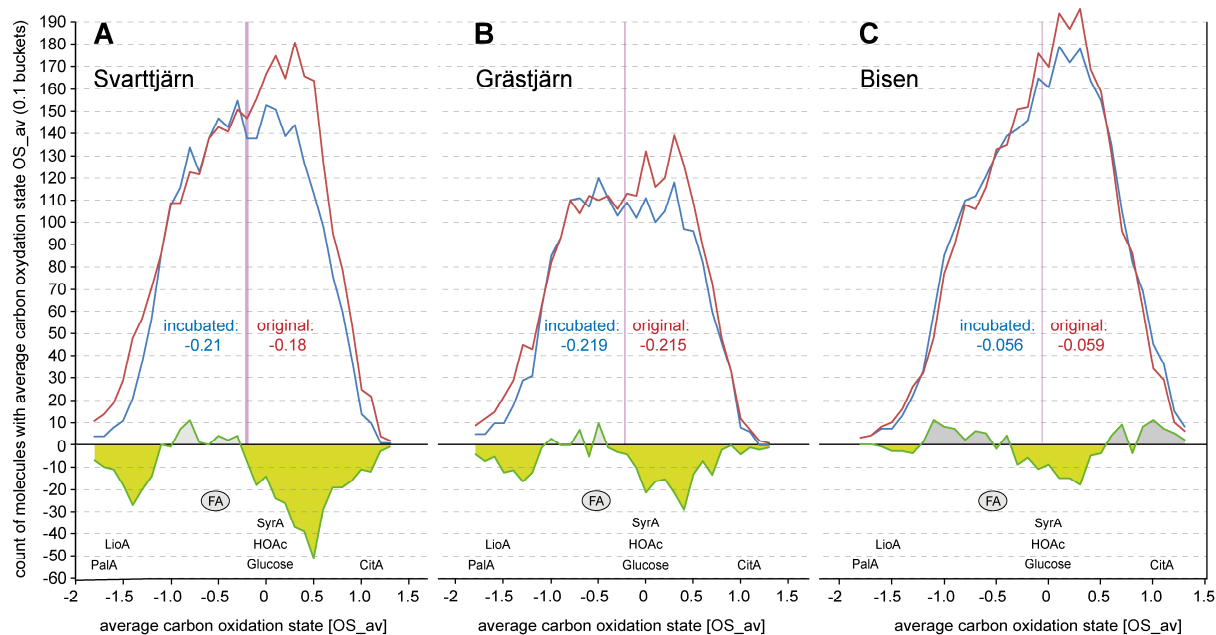 count of molecules with average carbon oxydation state OS_av (0.1 buckets)
190
180
170
160
150
140
130
120
110
100
90
80
70
60
50
40
30
20
10
0
-10
-20
-30
-40
-50
-60
A
Svarttjärn
incubated:
-0.21
original:
-0.18
FA
SyrA
LioA
HOAc
PalA
Glucose
CitA
-2 -1.5 -1.0 -0.5 0 0.5 1.0 1.5
average carbon oxidation state [OS_av]
B
Grästjärn
incubated:
-0.219
original:
-0.215
FA
SyrA
LioA
HOAc
PalA
Glucose
CitA
-2 -1.5 -1.0 -0.5 0 0.5 1.0 1.5
average carbon oxidation state [OS_av]
C
Bisen
incubated:
-0.056
original:
-0.059
FA
SyrA
LioA
HOAc
PalA
Glucose
CitA
-2 -1.5 -1.0 -0.5 0 0.5 1.0 1.5
average carbon oxidation state [OS_av]